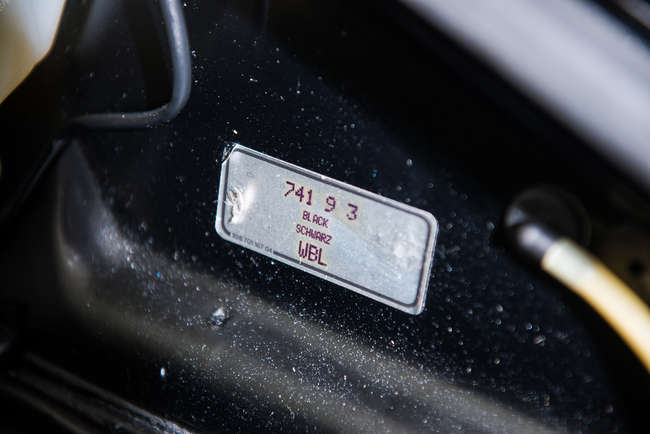 741 9 3
BLACK
SCHWARZ
WBL